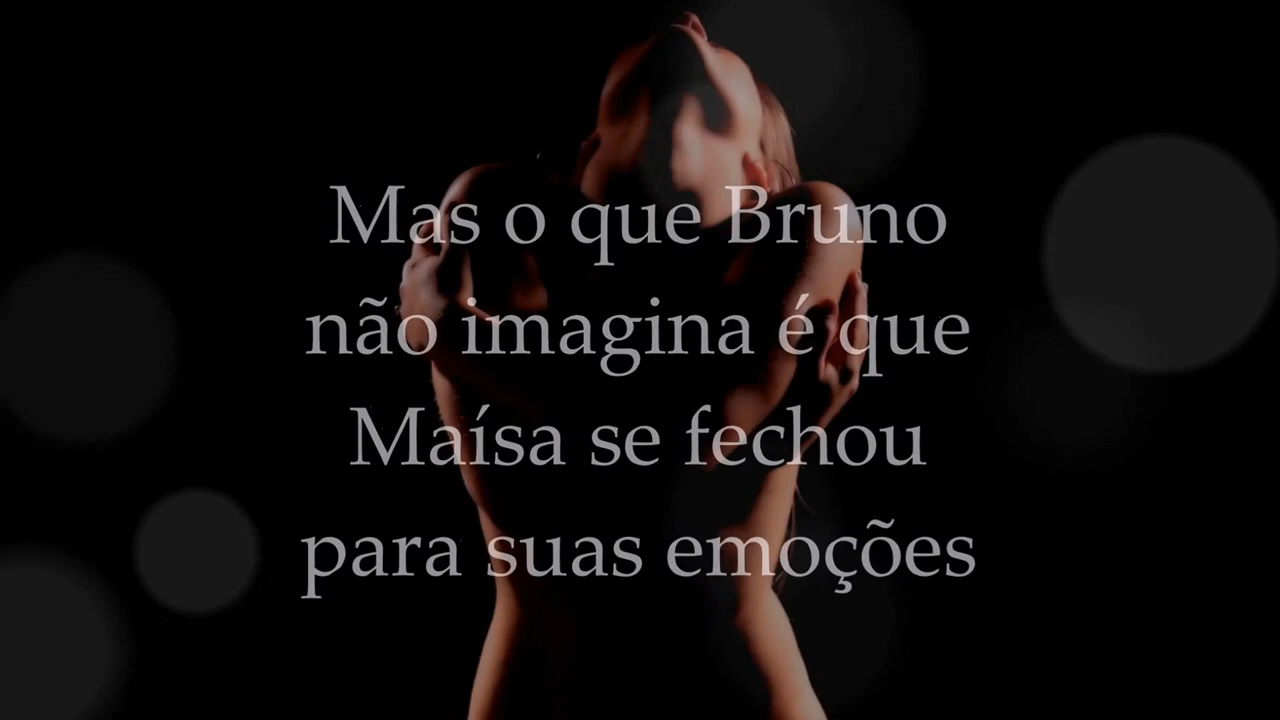 Mas o que Bruno
não imagina é que
Maísa se fechou
para suas emoções